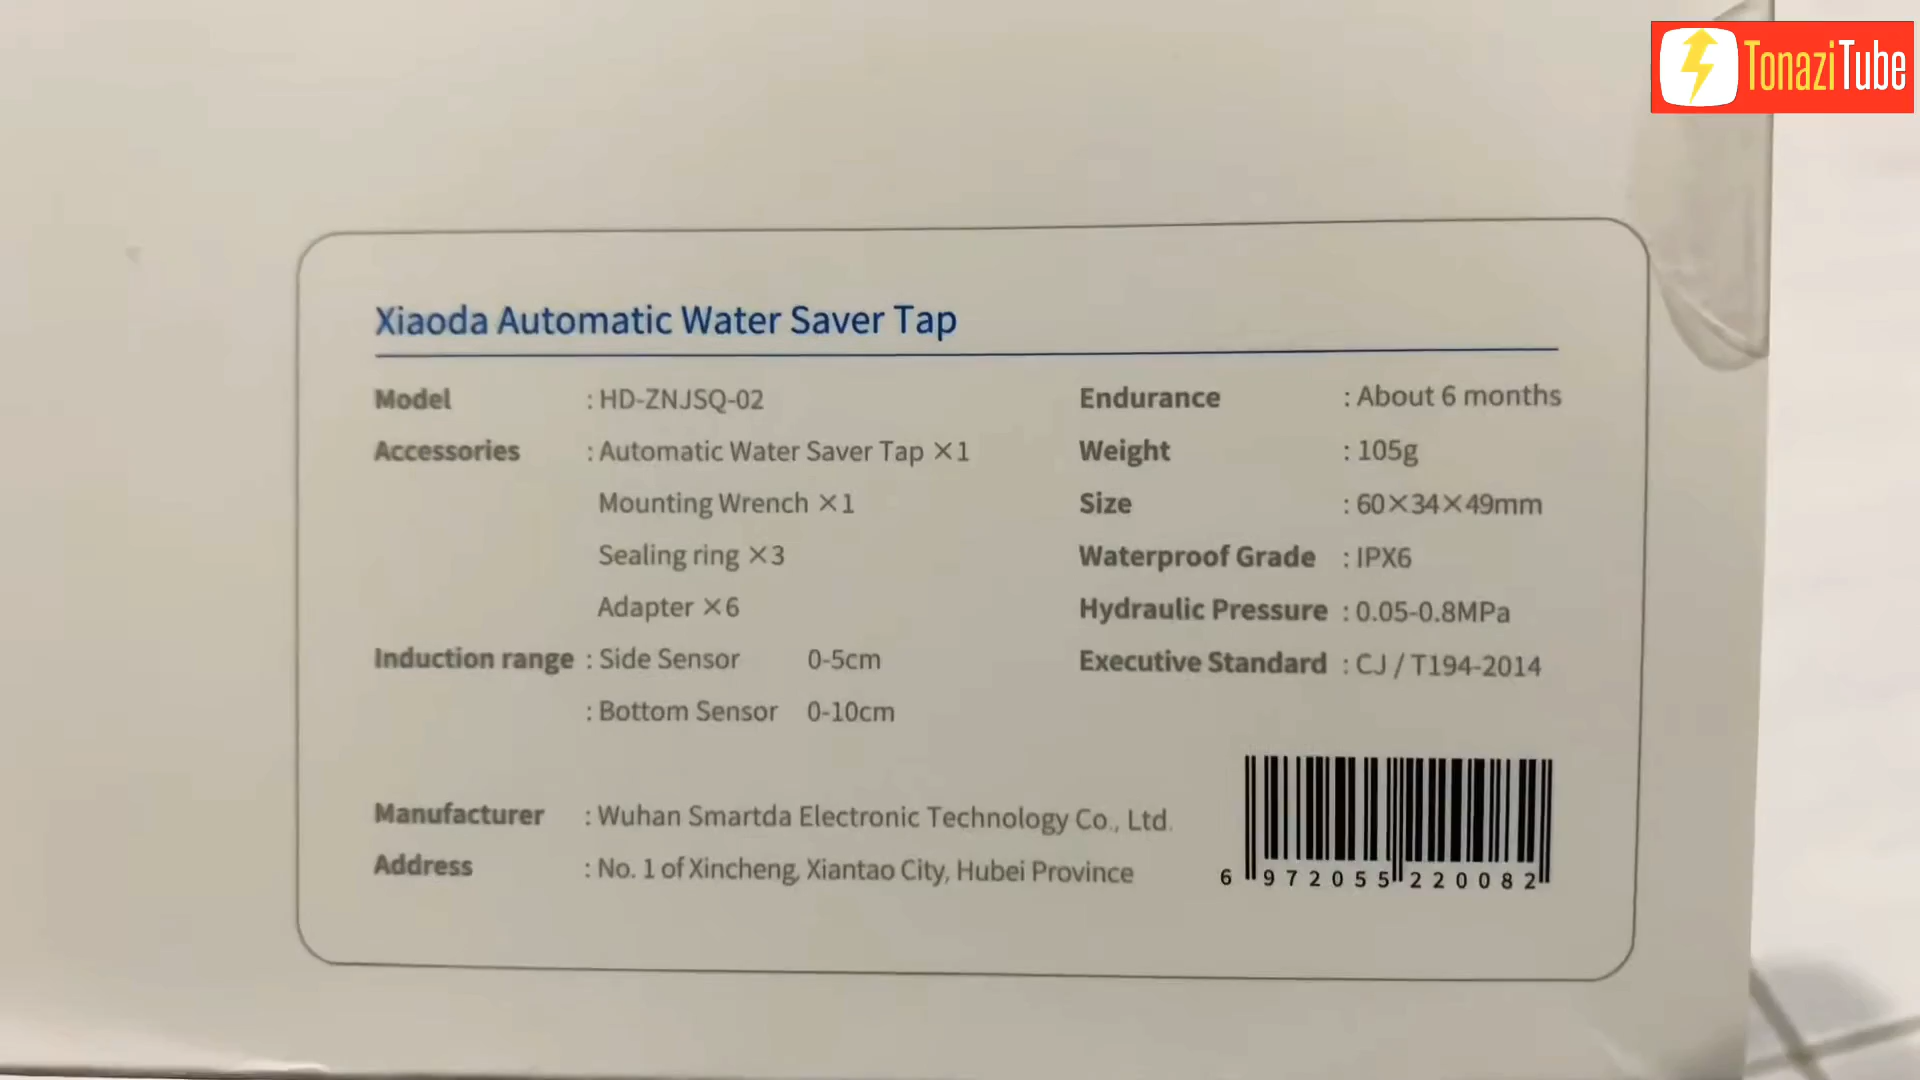 TonaziTube
Xiaoda Automatic Water Saver Tap
Model : HD-ZNJSQ-02
Accessories : Automatic Water Saver Tap ×1
Mounting Wrench ×1
Sealing ring ×3
Adapter ×6
Induction range : Side Sensor 0-5cm
: Bottom Sensor 0-10cm
Endurance : About 6 months
Weight : 105g
Size : 60×34×49mm
Waterproof Grade : IPX6
Hydraulic Pressure : 0.05-0.8MPa
Executive Standard : CJ / T194-2014
Manufacturer : Wuhan Smartda Electronic Technology Co., Ltd.
Address : No. 1 of Xincheng, Xiantao City, Hubei Province
6 972055 220082